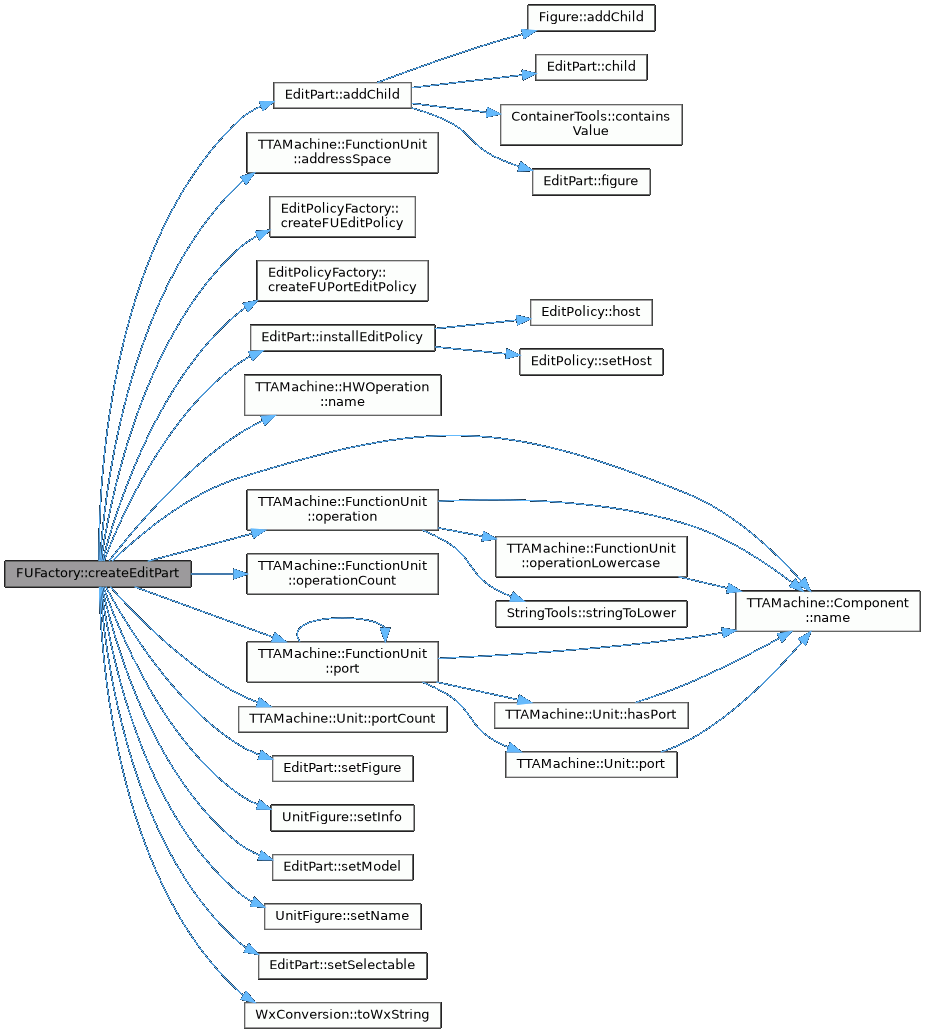 Figure::addChild
EditPart::child
EditPart::addChild
ContainerTools::contains
Value
TTAMachine::FunctionUnit
::addressSpace
EditPart::figure
EditPolicyFactory::
createFUEditPolicy
EditPolicyFactory::
createFUPortEditPolicy
EditPolicy::host
EditPart::installEditPolicy
EditPolicy::setHost
TTAMachine::HWOperation
::name
TTAMachine::FunctionUnit
::operation
TTAMachine::FunctionUnit
::operationLowercase
FUFactory::createEditPart
TTAMachine::FunctionUnit
::operationCount
StringTools::stringToLower
TTAMachine::Component
::name
TTAMachine::FunctionUnit
::port
TTAMachine::Unit::portCount
TTAMachine::Unit::hasPort
TTAMachine::Unit::port
EditPart::setFigure
UnitFigure::setInfo
EditPart::setModel
UnitFigure::setName
EditPart::setSelectable
WxConversion::toWxString